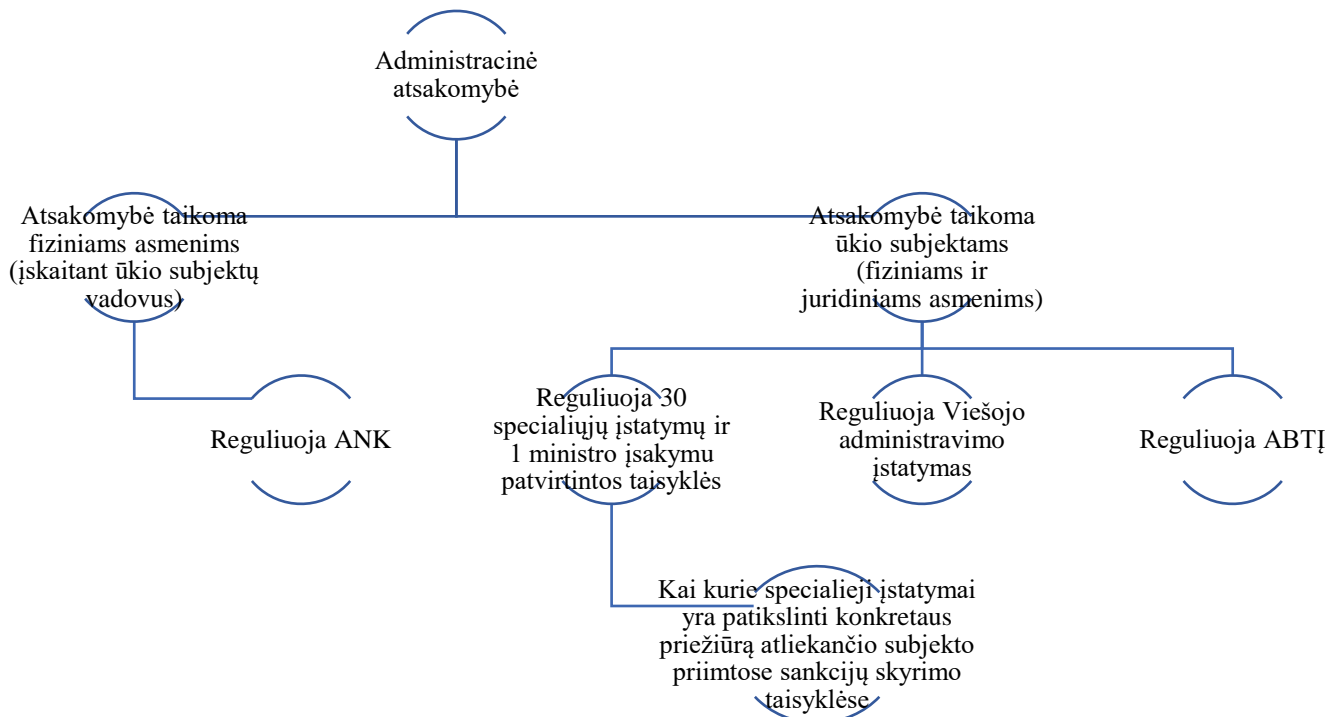 Administracinė
atsakomybė
Atsakomybė taikoma
fiziniams asmenims
(įskaitant ūkio subjektų
vadovus)
Atsakomybė taikoma
ūkio subjektams
(fiziniams ir
juridiniams asmenims)
Reguliuoja ANK
Reguliuoja 30
specialiųjų įstatymų ir
1 ministro įsakymu
patvirtintos taisyklės
Reguliuoja Viešojo
administravimo
įstatymas
Reguliuoja ABTĮ
Kai kurie specialieji įstatymai
yra patikslinti konkretaus
priežiūrą atliekančio subjekto
priimtose sankcijų skyrimo
taisyklėse